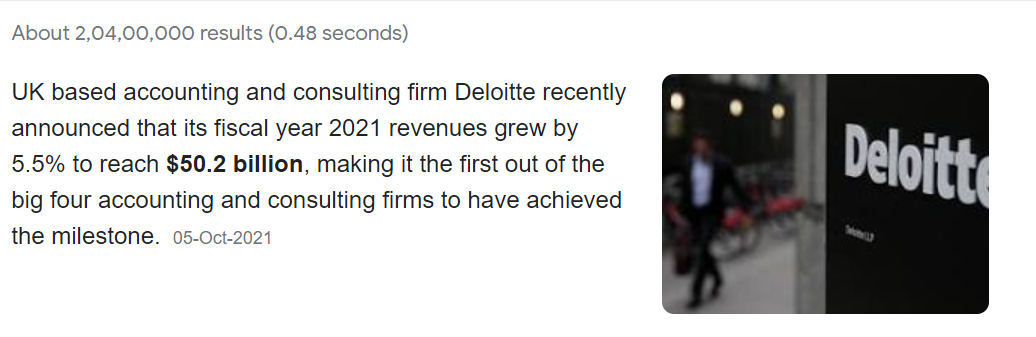 About 2,04,00,000 results (0.48 seconds)
UK based accounting and consulting firm Deloitte recently
announced that its fiscal year 2021 revenues grew by
5.5% to reach $50.2 billion, making it the first out of the
big four accounting and consulting firms to have achieved
the milestone. 05-Oct-2021
Deloitte